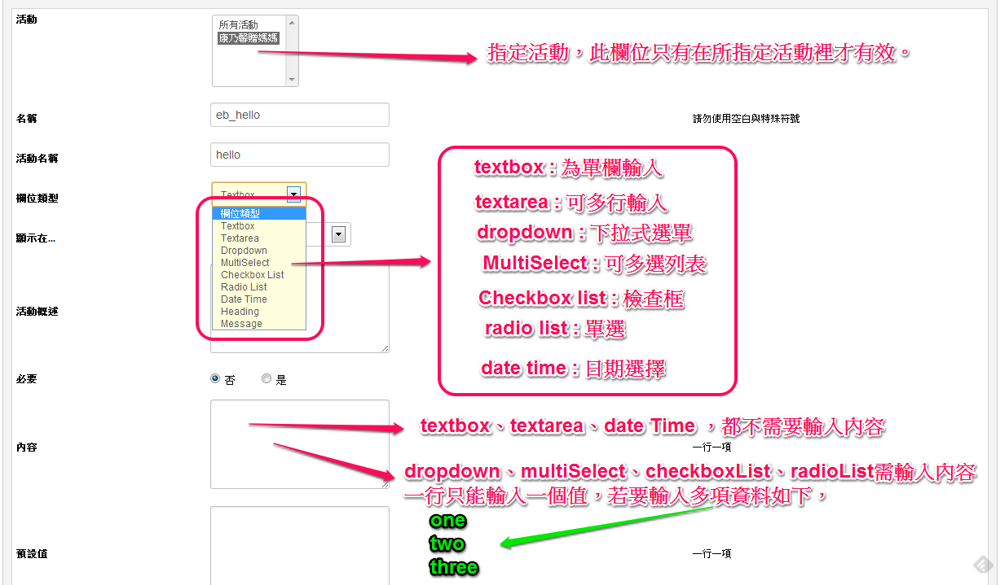 活動
所有活動
康乃馨贈媽媽
指定活動，此欄位只有在所指定活動裡才有效。
名稱
eb_hello
請勿使用空白與特殊符號
活動名稱
hello
欄位類型
Textbox
欄位類型
Textbox
Textarea
Dropdown
MultiSelect
Checkbox List
Radio List
Date Time
Heading
Message
textbox : 為單欄輸入
textarea : 可多行輸入
dropdown : 下拉式選單
MultiSelect : 可多選列表
Checkbox list : 檢查框
radio list : 單選
date time : 日期選擇
顯示在...
活動概述
必要
否
是
內容
textbox、textarea、date Time ，都不需要輸入內容
一行一項
dropdown、multiSelect、checkboxList、radioList需輸入內容
一行只能輸入一個值，若要輸入多項資料如下，
one
two
three
預設值
一行一項